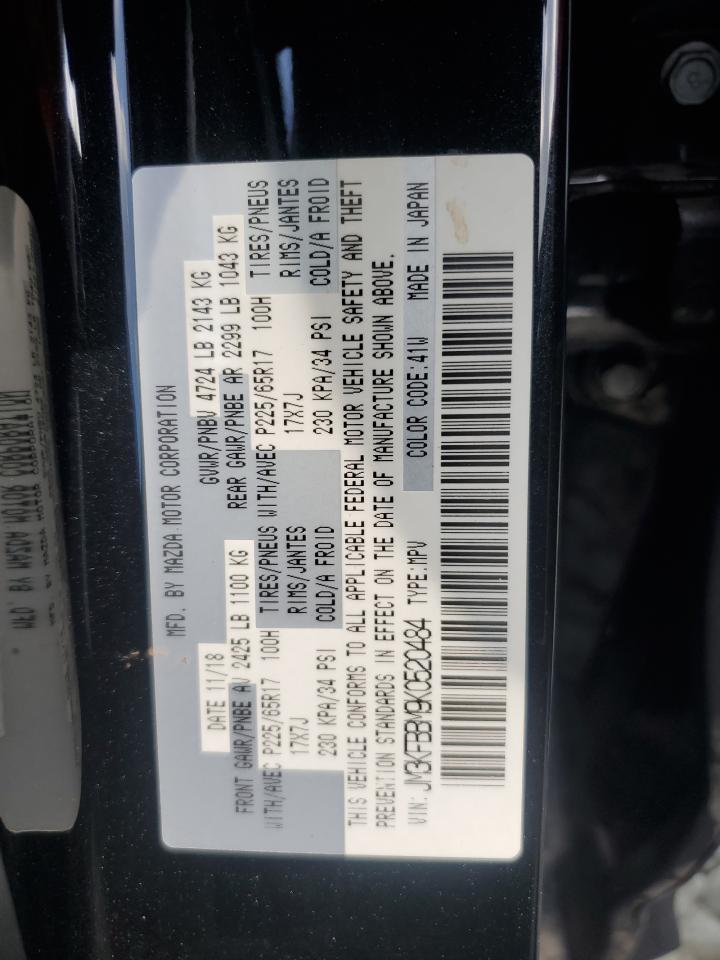 MFD. BY MAZDA MOTOR CORPORATION
DATE 11/18 GVWR/PNBV 4724 LB 2143 KG
FRONT GAWR/PNBE AV 2425 LB 1100 KG REAR GAWR/PNBE AR 2299 LB 1043 KG
WITH/AVEC P225/65R17 100H TIRES/PNEUS WITH/AVEC P225/65R17 100H TIRES/PNEUS
17X7J RIMS/JANTES 17X7J RIMS/JANTES
230 KPA/34 PSI COLD/A FROID 230 KPA/34 PSI COLD/A FROID
THIS VEHICLE CONFORMS TO ALL APPLICABLE FEDERAL MOTOR VEHICLE SAFETY AND THEFT
PREVENTION STANDARDS IN EFFECT ON THE DATE OF MANUFACTURE SHOWN ABOVE.
VIN: JM3KFBBM9K0520484 TYPE:MPV COLOR CODE:41W MADE IN JAPAN